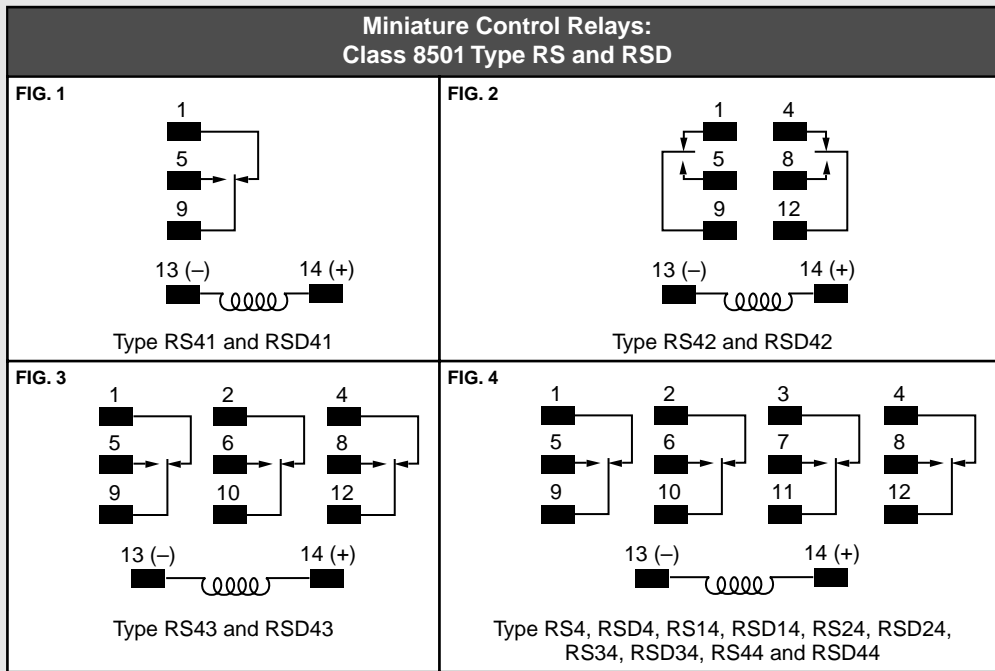 Miniature Control Relays:
Class 8501 Type RS and RSD
FIG. 1
1
5
9
13 (–) 14 (+)
Type RS41 and RSD41
FIG. 2
1 4
5 8
9 12
13 (–) 14 (+)
Type RS42 and RSD42
FIG. 3
1 2 4
5 6 8
9 10 12
13 (–) 14 (+)
Type RS43 and RSD43
FIG. 4
1 2 3 4
5 6 7 8
9 10 11 12
13 (–) 14 (+)
Type RS4, RSD4, RS14, RSD14, RS24, RSD24,
RS34, RSD34, RS44 and RSD44